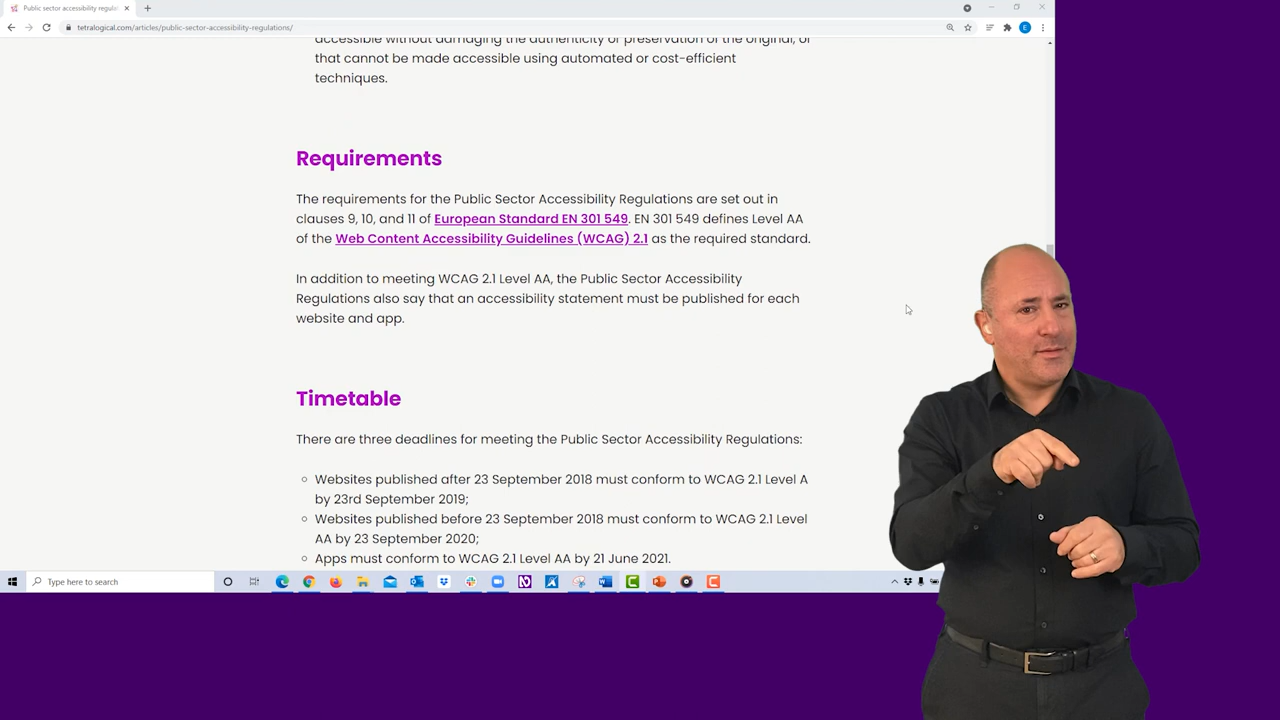 Public sector accessibility regula
tetralogical.com/articles/public-sector-accessibility-regulations/
E
accessible without damaging the authenticity or preservation of the original, or
that cannot be made accessible using automated or cost-efficient
techniques.
Requirements
The requirements for the Public Sector Accessibility Regulations are set out in
clauses 9, 10, and 11 of European Standard EN 301 549. EN 301 549 defines Level AA
of the Web Content Accessibility Guidelines (WCAG) 2.1 as the required standard.
In addition to meeting WCAG 2.1 Level AA, the Public Sector Accessibility
Regulations also say that an accessibility statement must be published for each
website and app.
Timetable
There are three deadlines for meeting the Public Sector Accessibility Regulations:
Websites published after 23 September 2018 must conform to WCAG 2.1 Level A
by 23rd September 2019;
Websites published before 23 September 2018 must conform to WCAG 2.1 Level
AA by 23 September 2020;
Apps must conform to WCAG 2.1 Level AA by 21 June 2021.
Type here to search